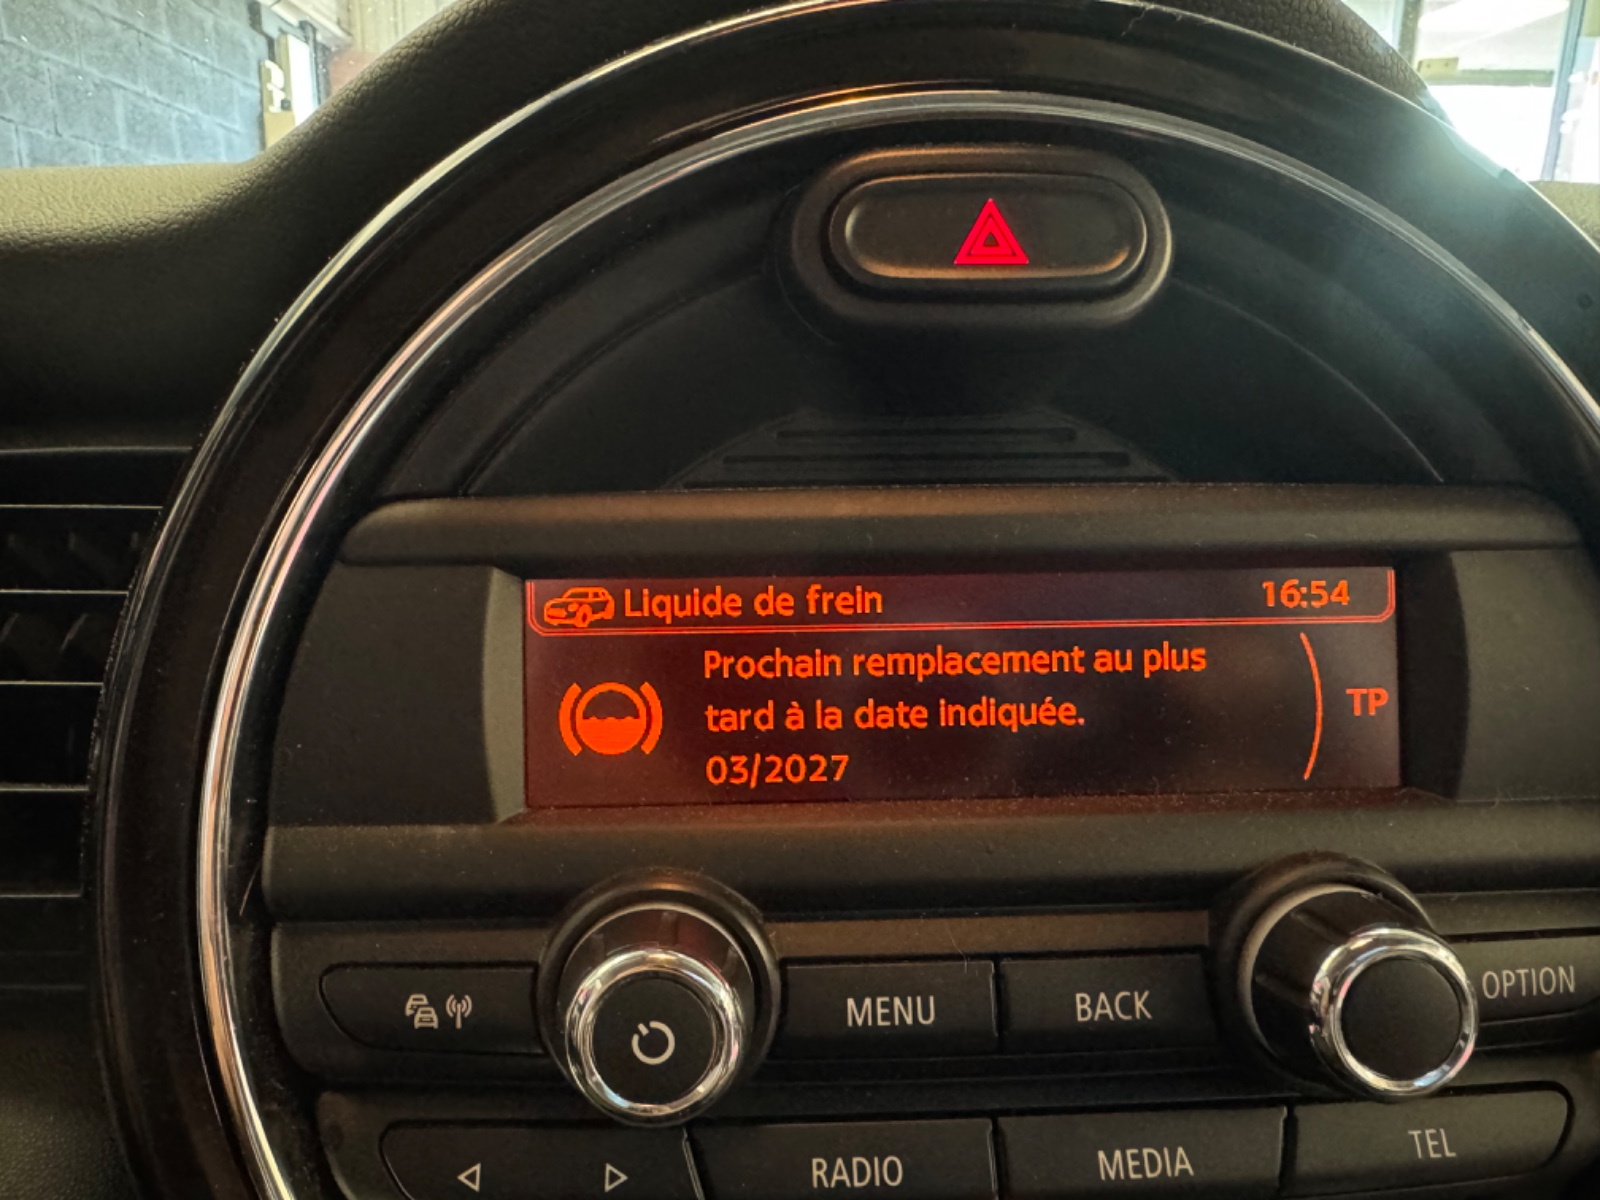 Liquide de frein 16:54
Prochain remplacement au plus
tard à la date indiquée.
03/2027
TP
MENU
BACK
OPTION
RADIO
MEDIA
TEL